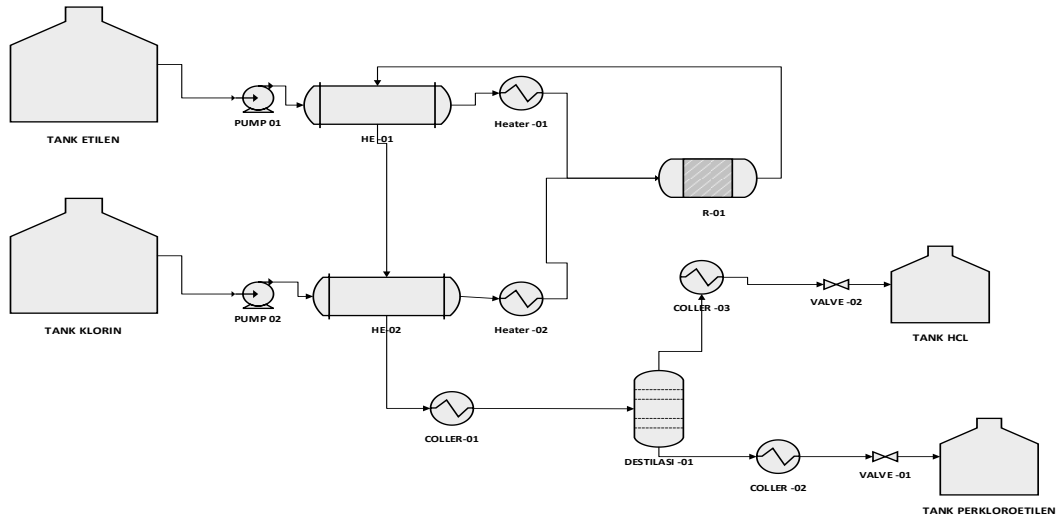 TANK ETILEN
PUMP 01
HE-01
Heater -01
R-01
TANK KLORIN
PUMP 02
HE-02
Heater -02
COLLER -03
VALVE -02
TANK HCL
COLLER-01
DESTILASI -01
COLLER -02
VALVE -01
TANK PERKLOROETILEN